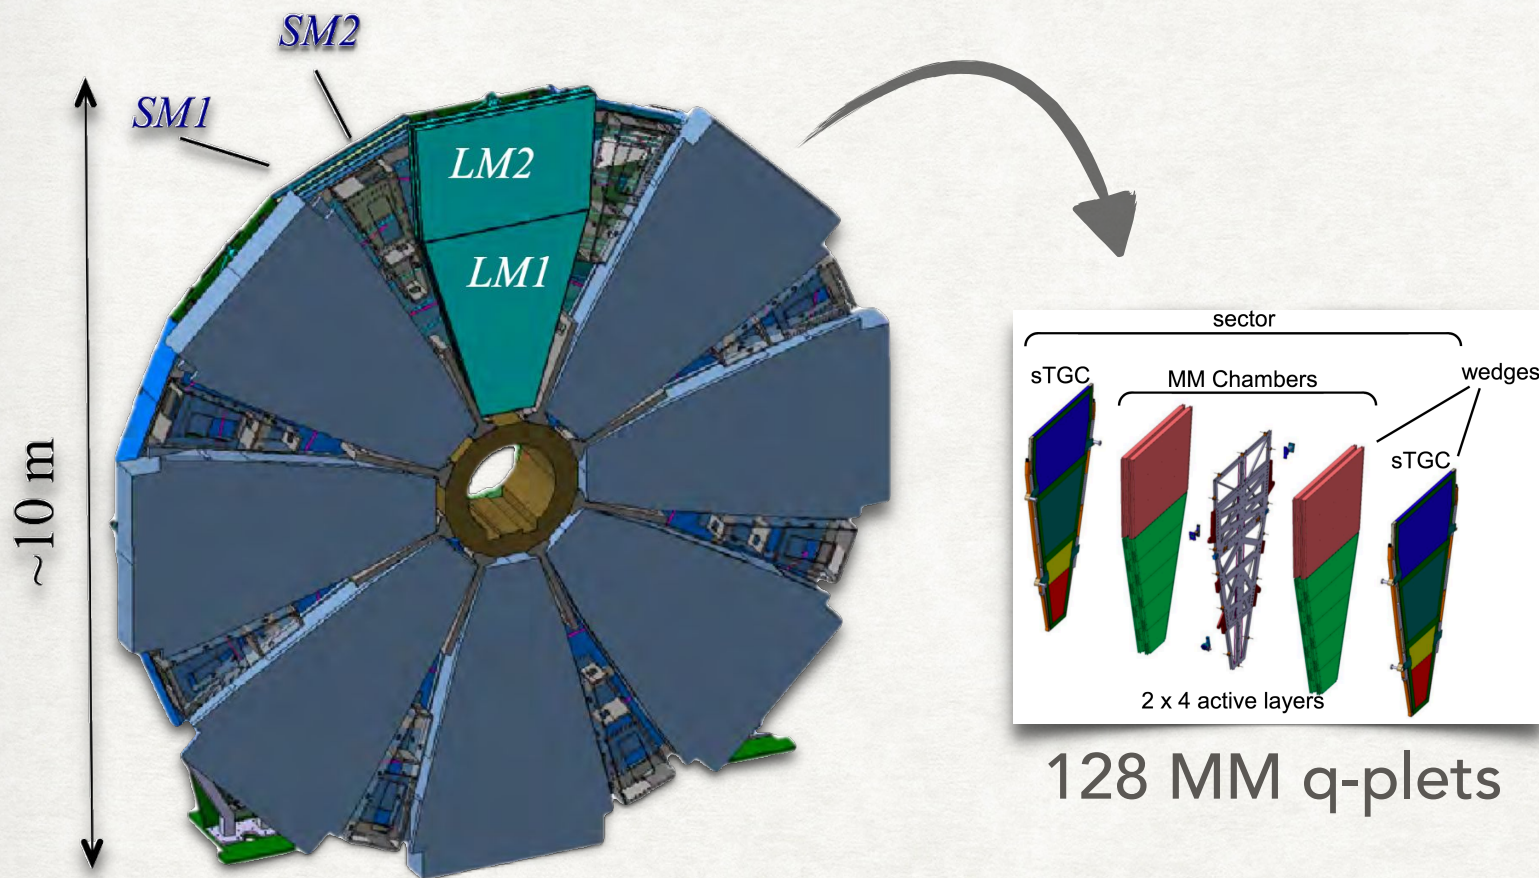 SM2
SM1
LM2
LM1
~10 m
sector
sTGC
MM Chambers
wedges
sTGC
2 x 4 active layers
128 MM q-plets